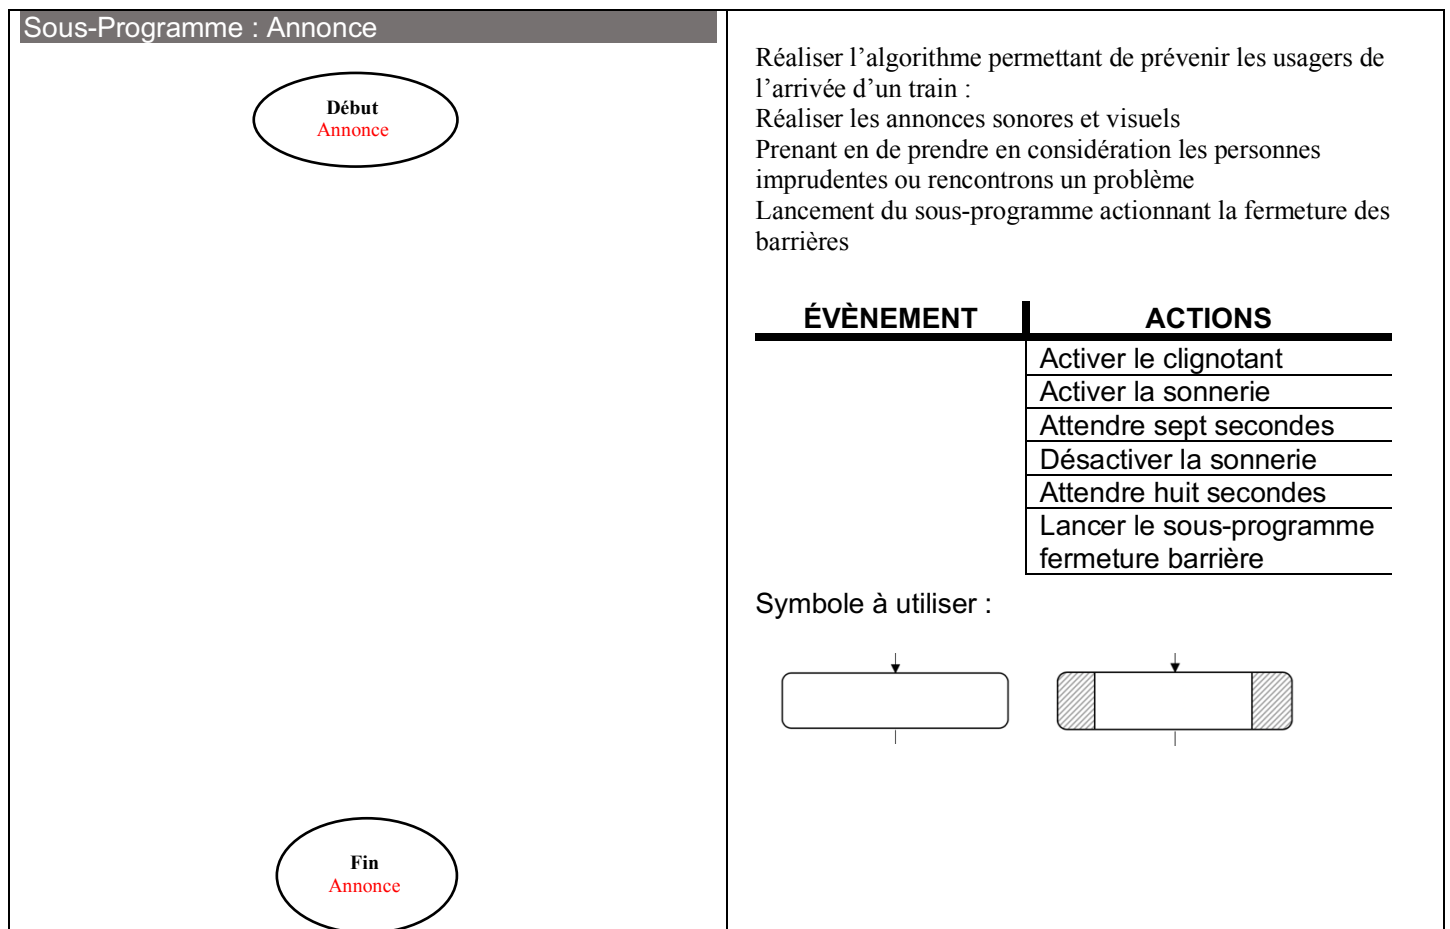 Sous-Programme : Annonce
Début
Annonce
Fin
Annonce
Réaliser l’algorithme permettant de prévenir les usagers de
l’arrivée d’un train :
Réaliser les annonces sonores et visuels
Prenant en de prendre en considération les personnes
imprudentes ou rencontrons un problème
Lancement du sous-programme actionnant la fermeture des
barrières
ÉVÈNEMENT ACTIONS
Activer le clignotant
Activer la sonnerie
Attendre sept secondes
Désactiver la sonnerie
Attendre huit secondes
Lancer le sous-programme
fermeture barrière
Symbole à utiliser :